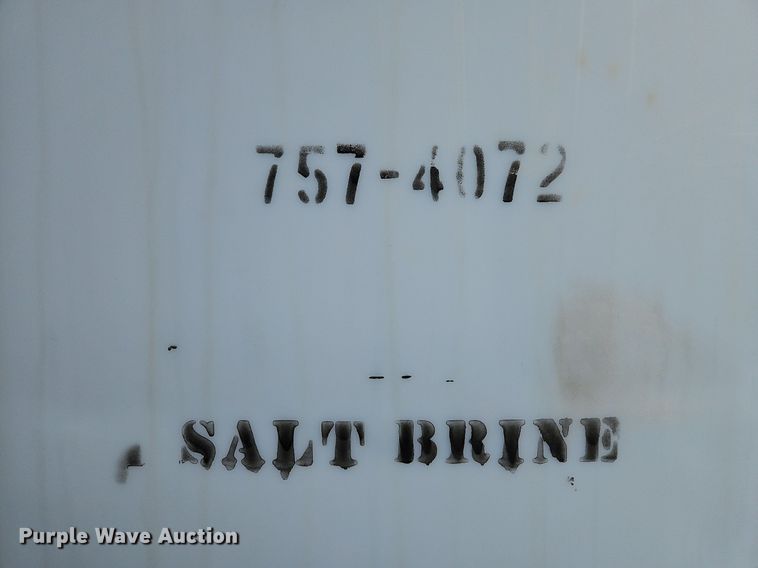 757-4072
SALT BRINE
Purple Wave Auction